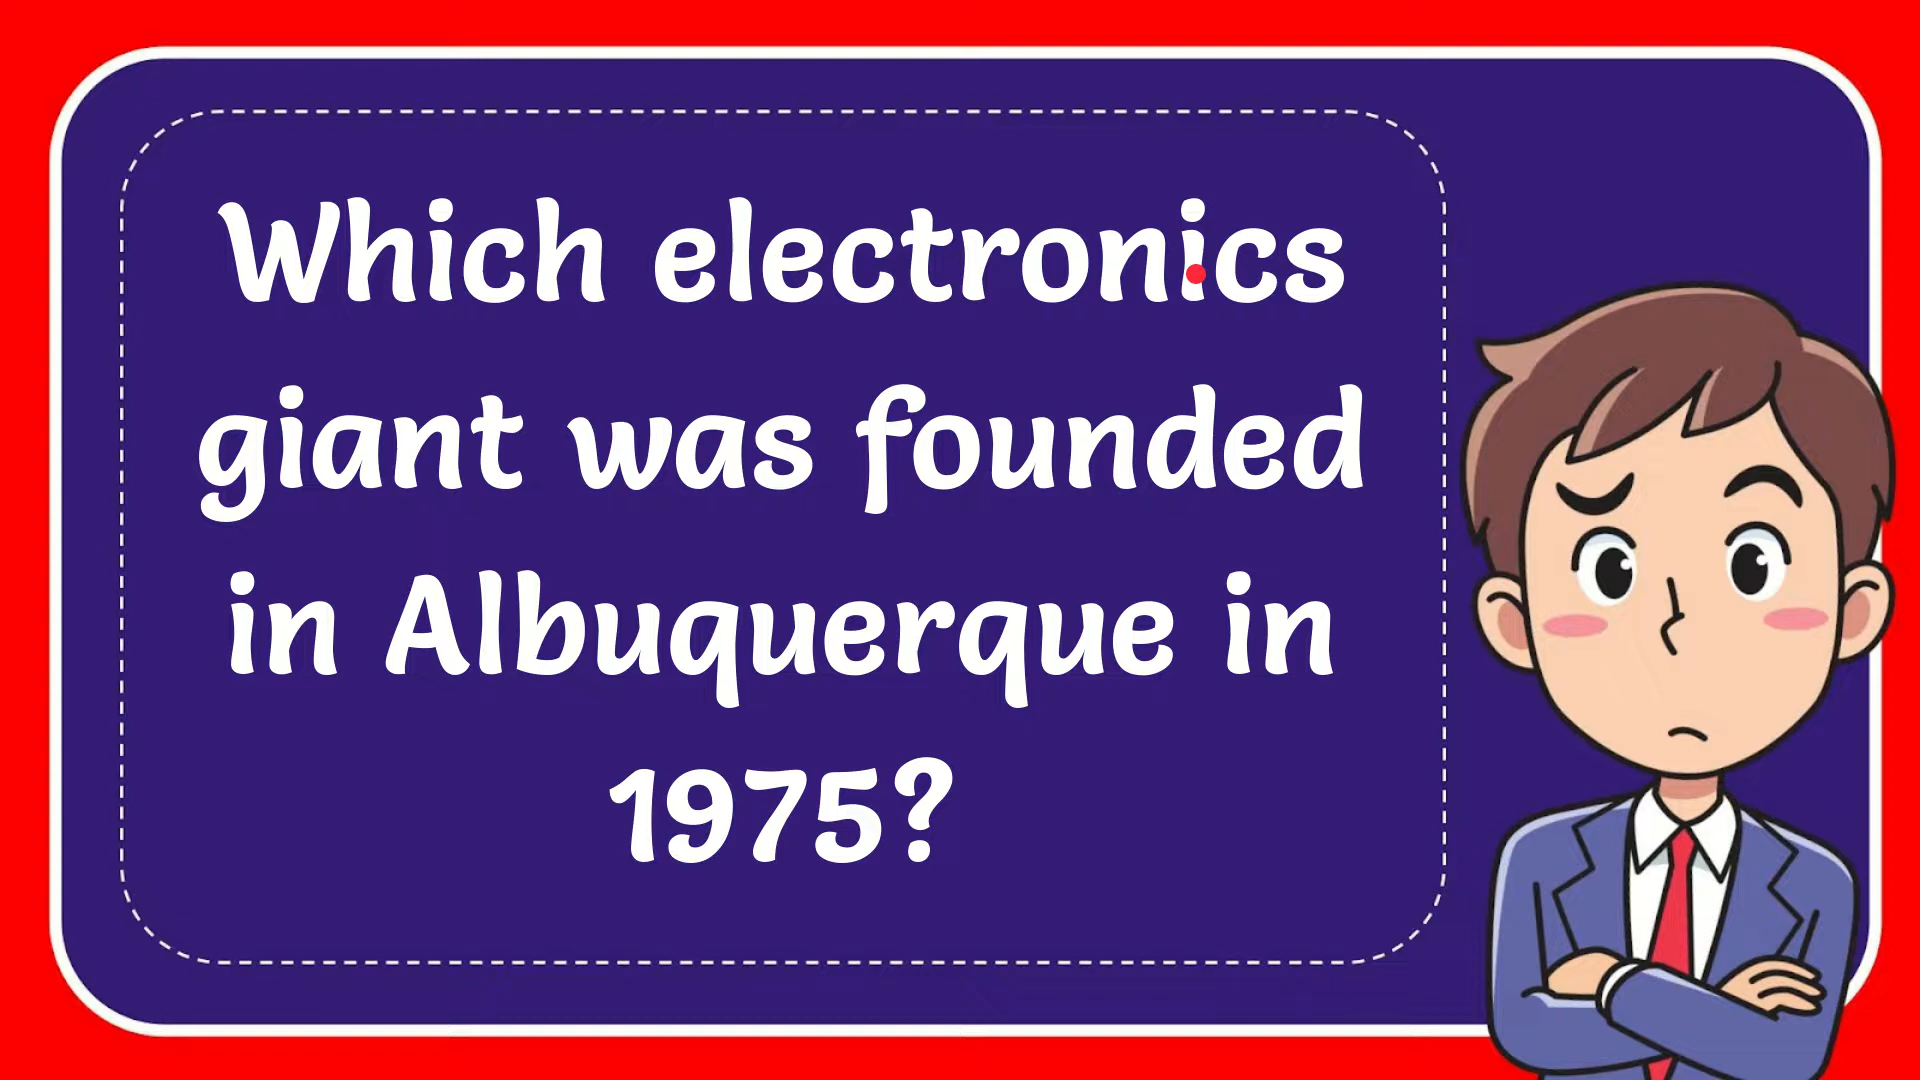 Which electronics
giant was founded
in Albuquerque in
1975?